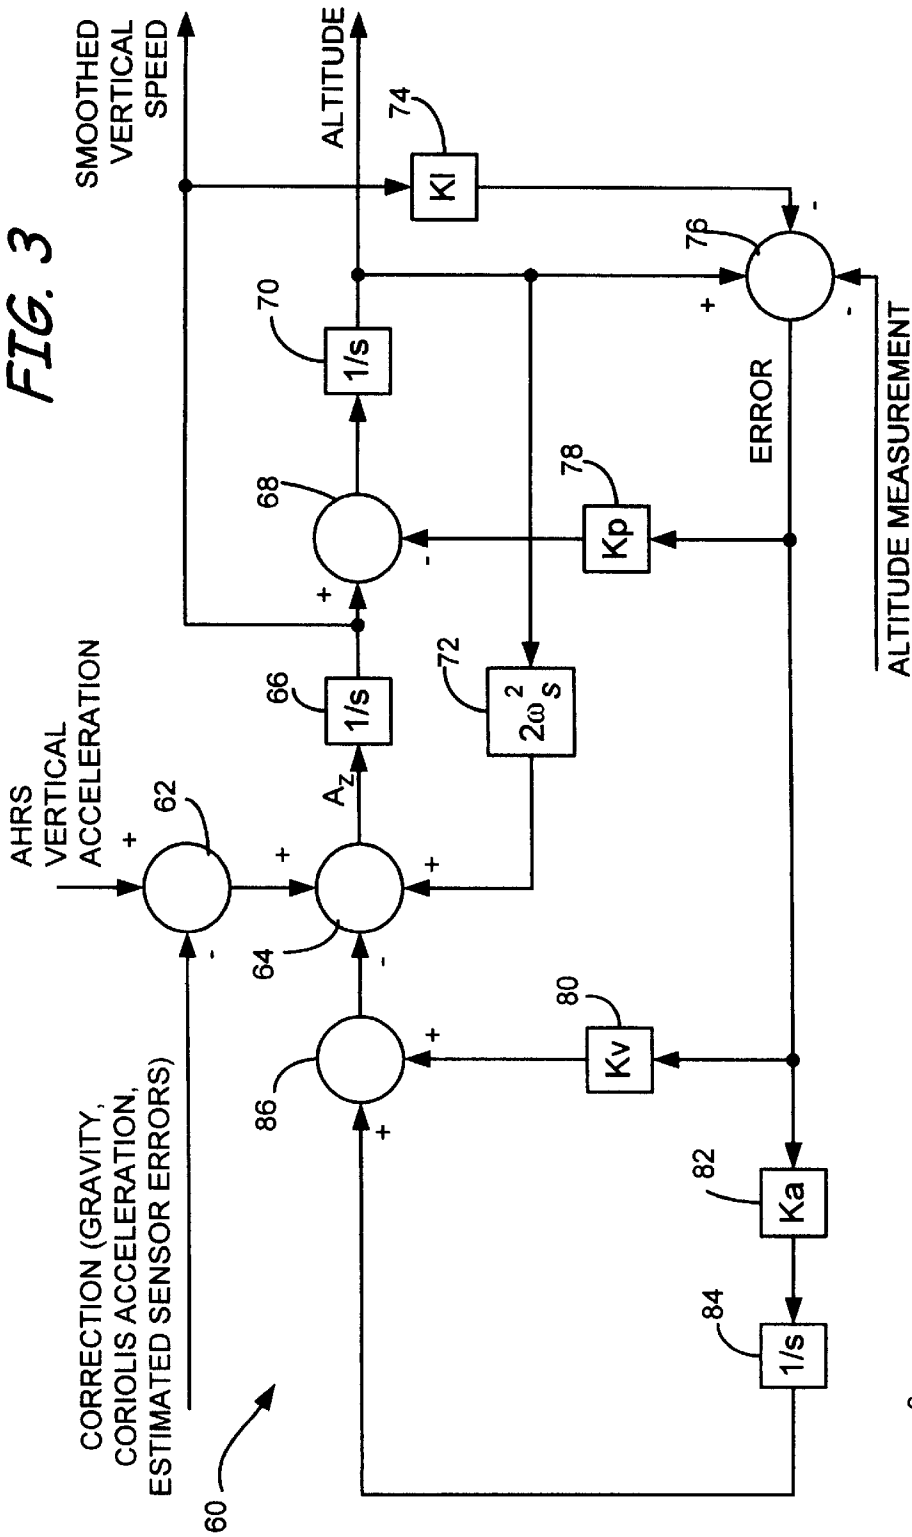 FIG. 3
AHRS
VERTICAL
ACCELERATION
+
62
-
CORRECTION (GRAVITY,
CORIOLIS ACCELERATION,
ESTIMATED SENSOR ERRORS)
60
SMOOTHED
VERTICAL
SPEED
ALTITUDE
+
64
-
+
AZ
66
1/s
+
68
-
70
1/s
86
+
+
72
2ω²s
74
KI
76
+
-
-
78
Kp
ERROR
80
Kv
82
Ka
84
1/s
ALTITUDE MEASUREMENT